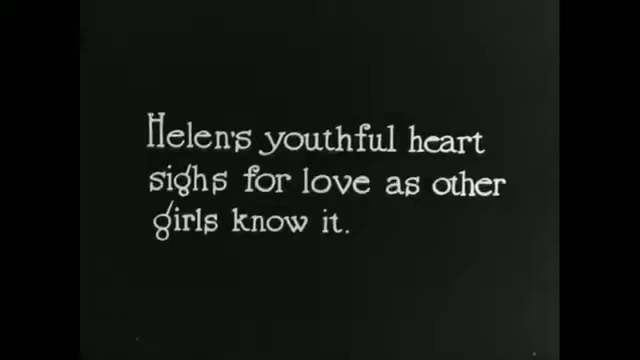 Helen's youthful heart
sighs for love as other
girls know it.